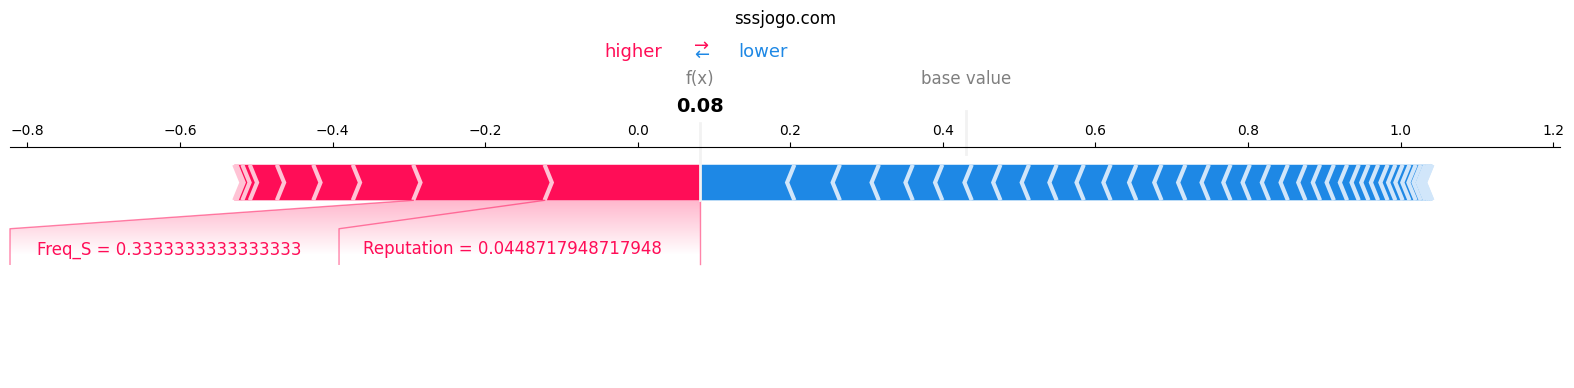 sssjogo.com
higher → ← lower
f(x) base value
0.08
−0.8 −0.6 −0.4 −0.2 0.0 0.2 0.4 0.6 0.8 1.0 1.2
Freq_S = 0.3333333333333333 Reputation = 0.0448717948717948